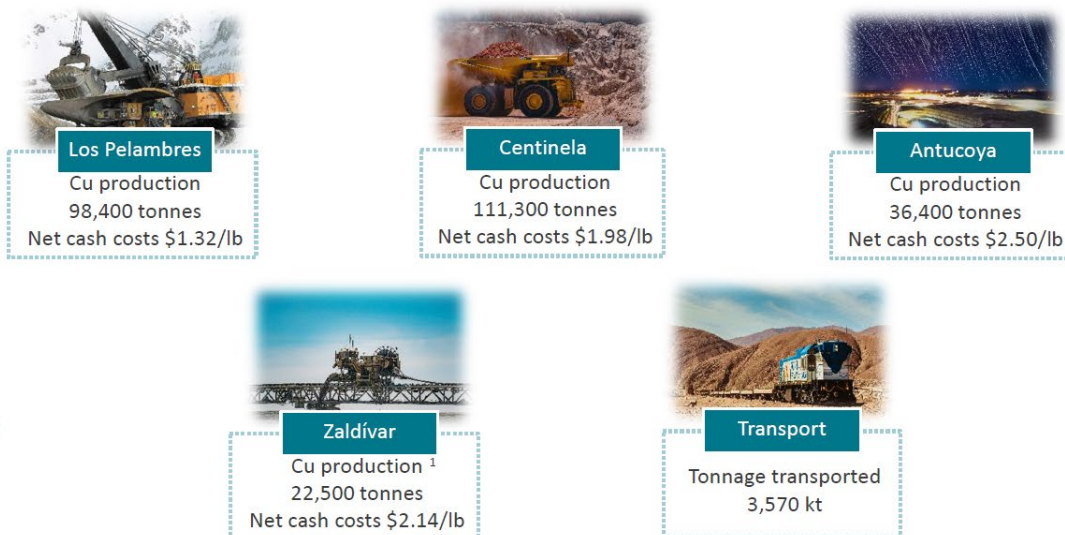 Los Pelambres
Cu production
98,400 tonnes
Net cash costs $1.32/lb
Centinela
Cu production
111,300 tonnes
Net cash costs $1.98/lb
Antucoya
Cu production
36,400 tonnes
Net cash costs $2.50/lb
Zaldívar
Cu production ¹
22,500 tonnes
Net cash costs $2.14/lb
Transport
Tonnage transported
3,570 kt